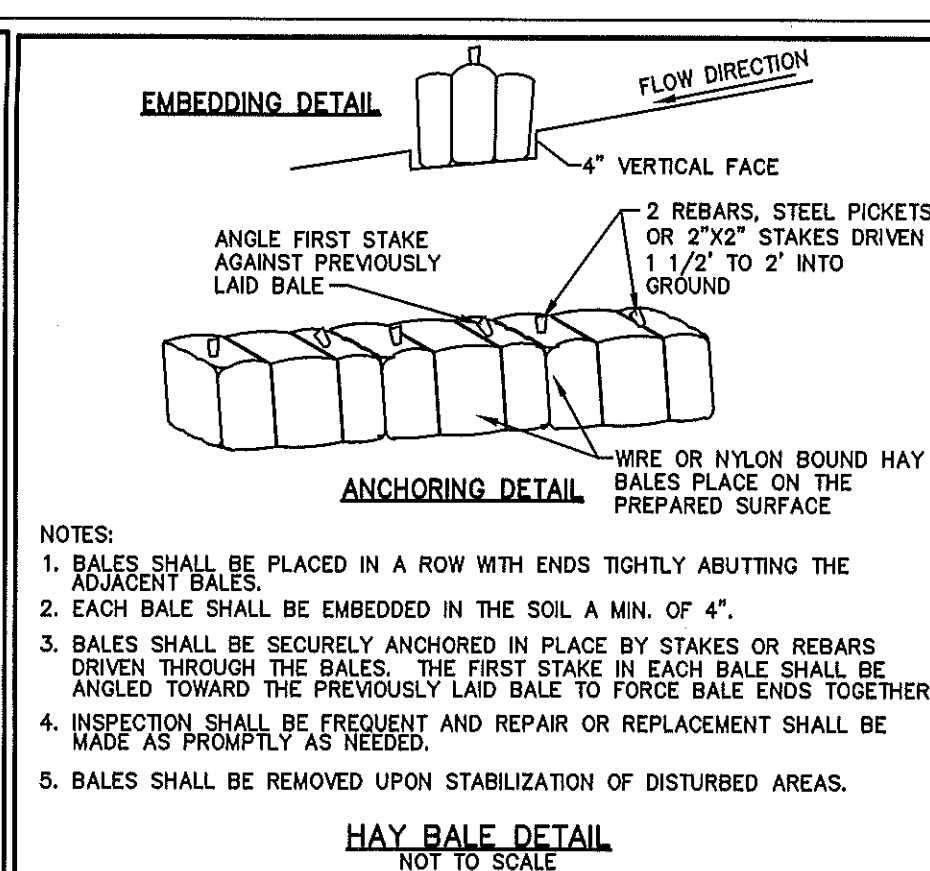 EMBEDDING DETAIL
FLOW DIRECTION
4" VERTICAL FACE
2 REBARS, STEEL PICKETS
OR 2"X2" STAKES DRIVEN
1 1/2' TO 2' INTO
GROUND
ANGLE FIRST STAKE
AGAINST PREVIOUSLY
LAID BALE
WIRE OR NYLON BOUND HAY
BALES PLACE ON THE
PREPARED SURFACE
ANCHORING DETAIL
NOTES:
1. BALES SHALL BE PLACED IN A ROW WITH ENDS TIGHTLY ABUTTING THE
ADJACENT BALES.
2. EACH BALE SHALL BE EMBEDDED IN THE SOIL A MIN. OF 4".
3. BALES SHALL BE SECURELY ANCHORED IN PLACE BY STAKES OR REBARS
DRIVEN THROUGH THE BALES. THE FIRST STAKE IN EACH BALE SHALL BE
ANGLED TOWARD THE PREVIOUSLY LAID BALE TO FORCE BALE ENDS TOGETHER
4. INSPECTION SHALL BE FREQUENT AND REPAIR OR REPLACEMENT SHALL BE
MADE AS PROMPTLY AS NEEDED.
5. BALES SHALL BE REMOVED UPON STABILIZATION OF DISTURBED AREAS.
HAY BALE DETAIL
NOT TO SCALE